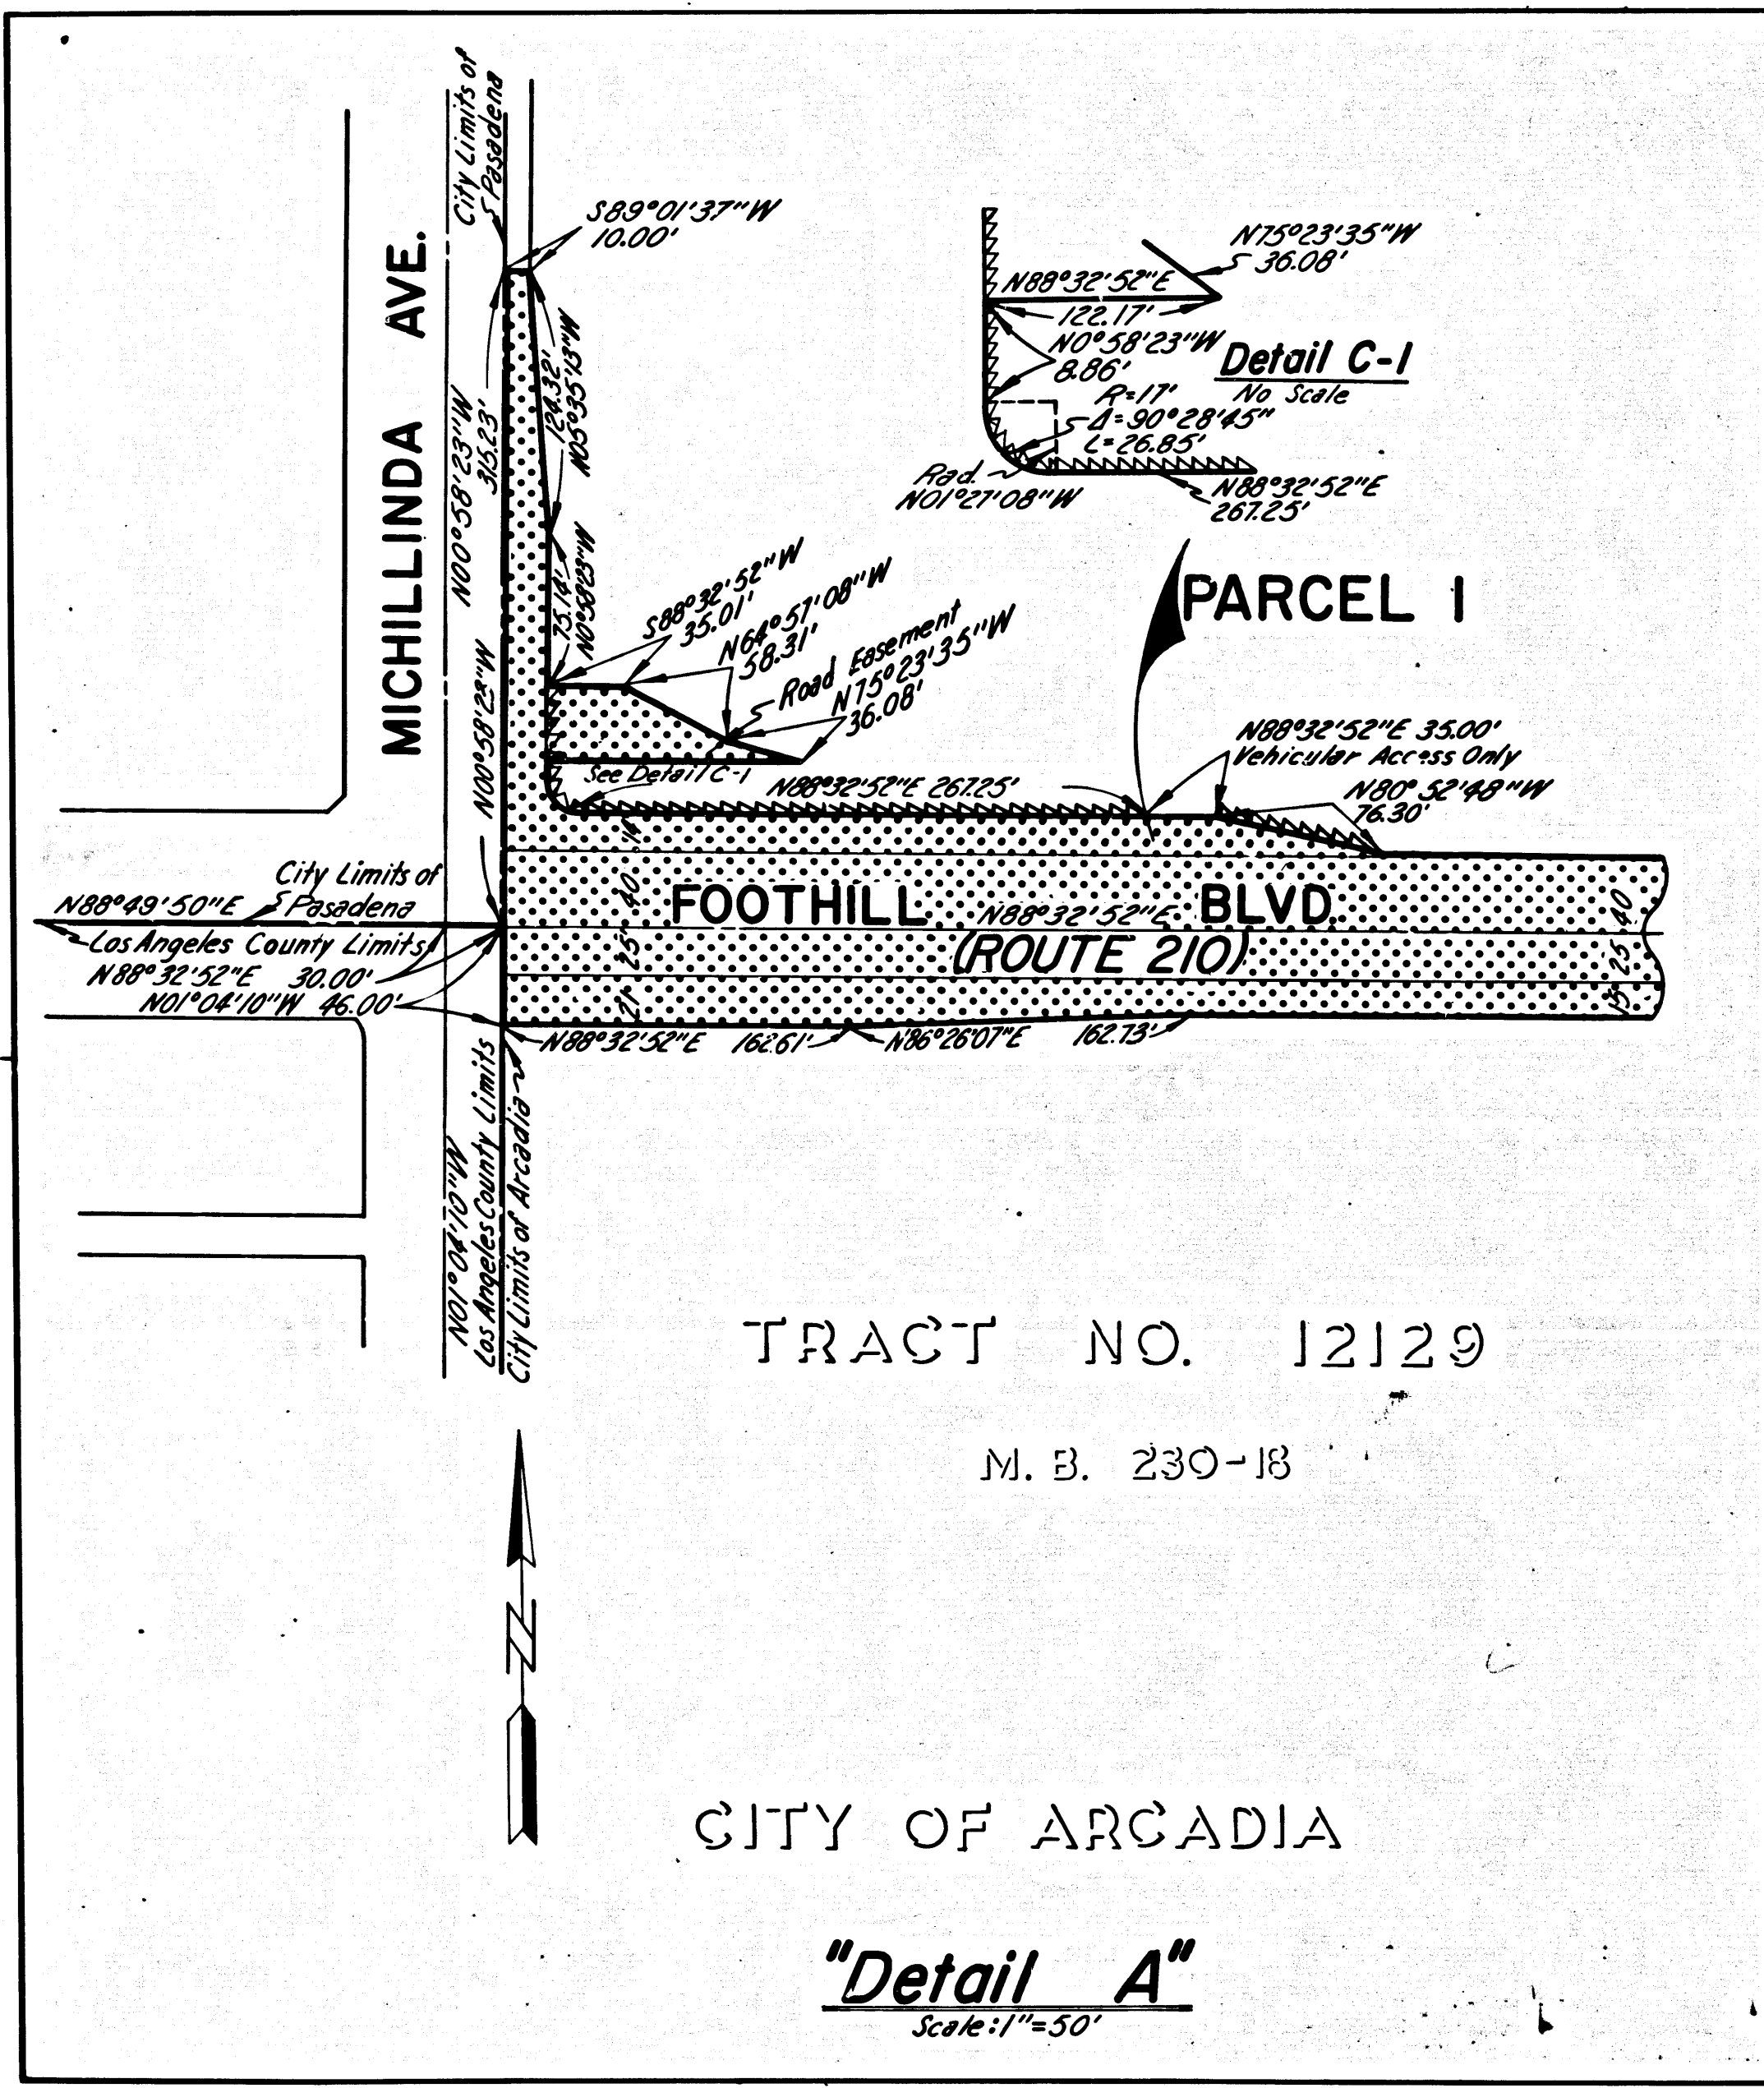 City Limits of
Pasadena
MICHILLINDA AVE.
S89°01'37"W
10.00'
N00°58'23"W
315.23'
124.32'
N05°35'13"W
75.14'
N0°58'23"W
N00°58'28"W
S88°32'52"W
35.01'
N64°57'08"W
58.31'
Road Easement
N75°23'35"W
36.08'
See Detail C-1
N75°23'35"W
36.08'
N88°32'52"E
122.17'
N0°58'23"W
8.86'
Detail C-1
No Scale
R=17'
Δ=90°28'45"
L=26.85'
Rad.
N01°27'08"W
N88°32'52"E
267.25'
PARCEL 1
N88°32'52"E 35.00'
Vehicular Access Only
N80°52'48"W
76.30'
N88°32'52"E 267.25'
14
40
25
21
FOOTHILL N88°32'52"E BLVD
(ROUTE 210)
40
25
15
City Limits of
Pasadena
N88°49'50"E
Los Angeles County Limits
N88°32'52"E 30.00'
N01°04'10"W 46.00'
N88°32'52"E 162.61'
N86°26'07"E 162.73'
N01°04'10"W
Los Angeles County Limits
City Limits of Arcadia
TRACT NO. 12129
M. B. 230-18
N
CITY OF ARCADIA
"Detail A"
Scale: 1"=50'